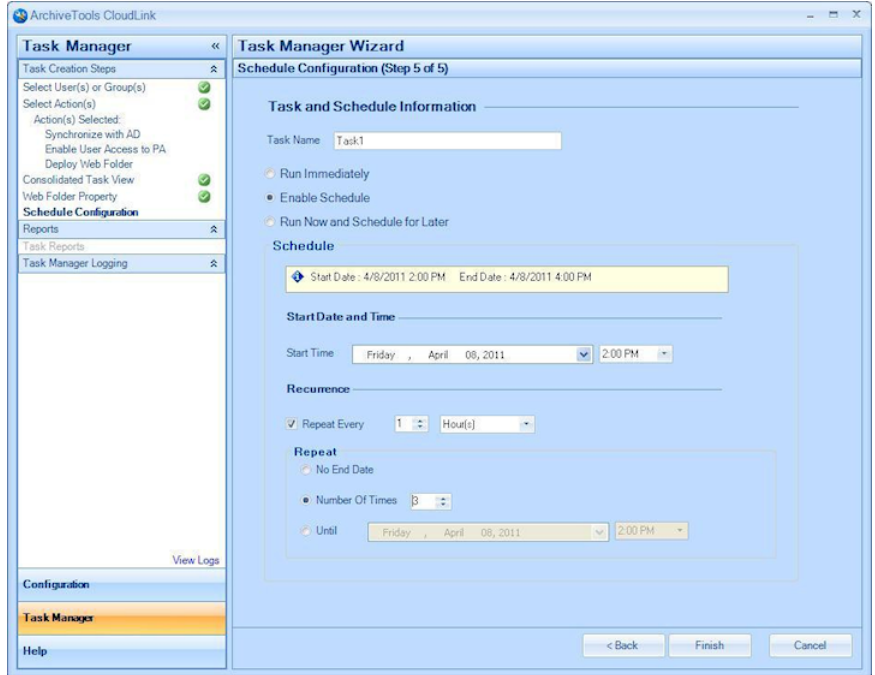 ArchiveTools CloudLink
Task Manager «
Task Creation Steps
Select User(s) or Group(s)
Select Action(s)
Action(s) Selected:
Synchronize with AD
Enable User Access to PA
Deploy Web Folder
Consolidated Task View
Web Folder Property
Schedule Configuration
Reports
Task Reports
Task Manager Logging
View Logs
Configuration
Task Manager
Help
Task Manager Wizard
Schedule Configuration (Step 5 of 5)
Task and Schedule Information
Task Name Task1
Run Immediately
Enable Schedule
Run Now and Schedule for Later
Schedule
Start Date : 4/8/2011 2:00 PM End Date : 4/8/2011 4:00 PM
Start Date and Time
Start Time Friday , April 08, 2011 2:00 PM
Recurrence
Repeat Every 1 Hour(s)
Repeat
No End Date
Number Of Times 3
Until Friday , April 08, 2011 2:00 PM
< Back Finish Cancel